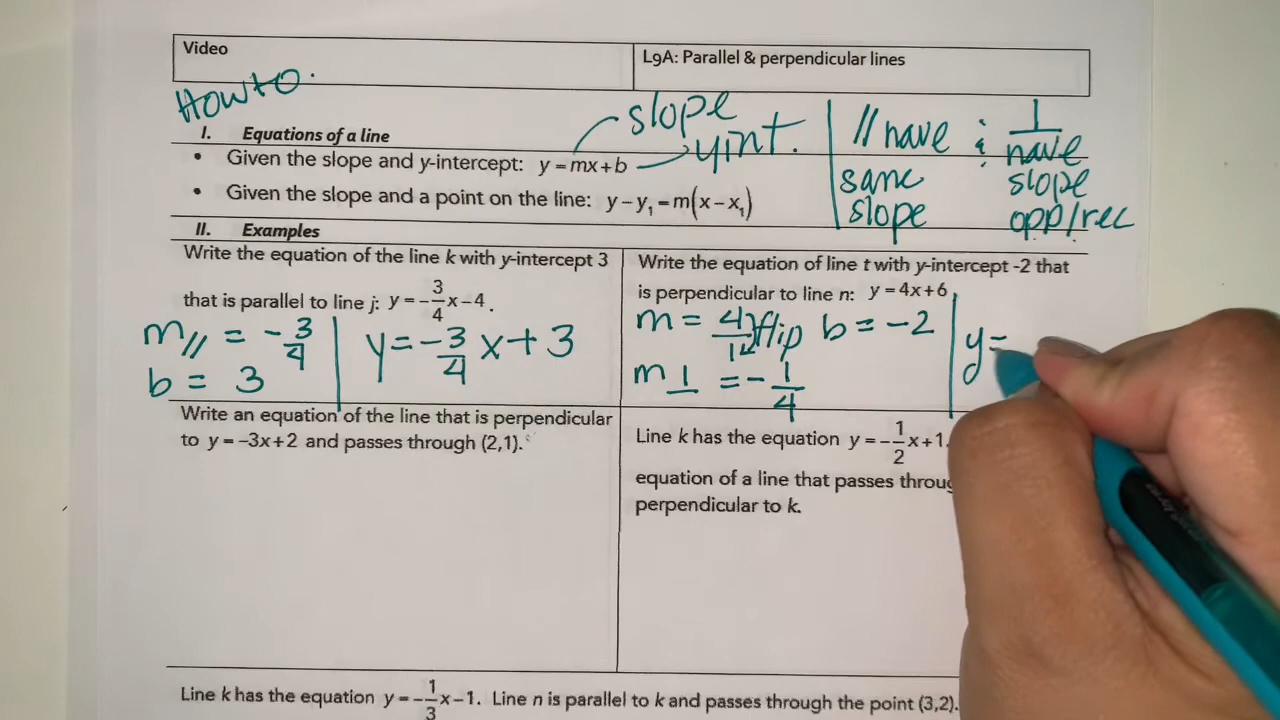 Video
L9A: Parallel & perpendicular lines
How to.
slope
y int.
// have & ⊥ have
same slope
slope opp/rec
I. Equations of a line
• Given the slope and y-intercept: y = mx + b
• Given the slope and a point on the line: y − y₁ = m(x − x₁)
II. Examples
Write the equation of the line k with y-intercept 3
that is parallel to line j: y = −3/4 x − 4.
m// = −3/4
b = 3
y = −3/4 x + 3
Write the equation of line t with y-intercept -2 that
is perpendicular to line n: y = 4x + 6
m = 4/1 flip b = −2
m⊥ = −1/4
y =
Write an equation of the line that is perpendicular
to y = −3x + 2 and passes through (2,1).
Line k has the equation y = −1/2 x + 1.
equation of a line that passes
perpendicular to k.
Line k has the equation y = −1/3 x − 1. Line n is parallel to k and passes through the point (3,2).